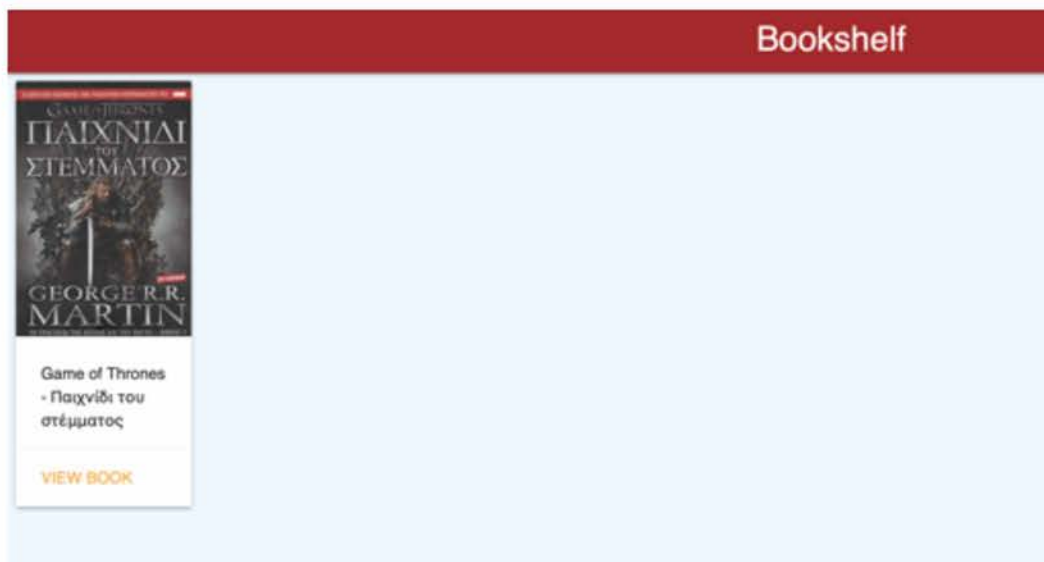 Bookshelf
GAME OF THRONES
ΠΑΙΧΝΙΔΙ
ΤΟΥ
ΣΤΕΜΜΑΤΟΣ
GEORGE R.R.
MARTIN
Game of Thrones
- Παιχνίδι του
στέμματος
VIEW BOOK